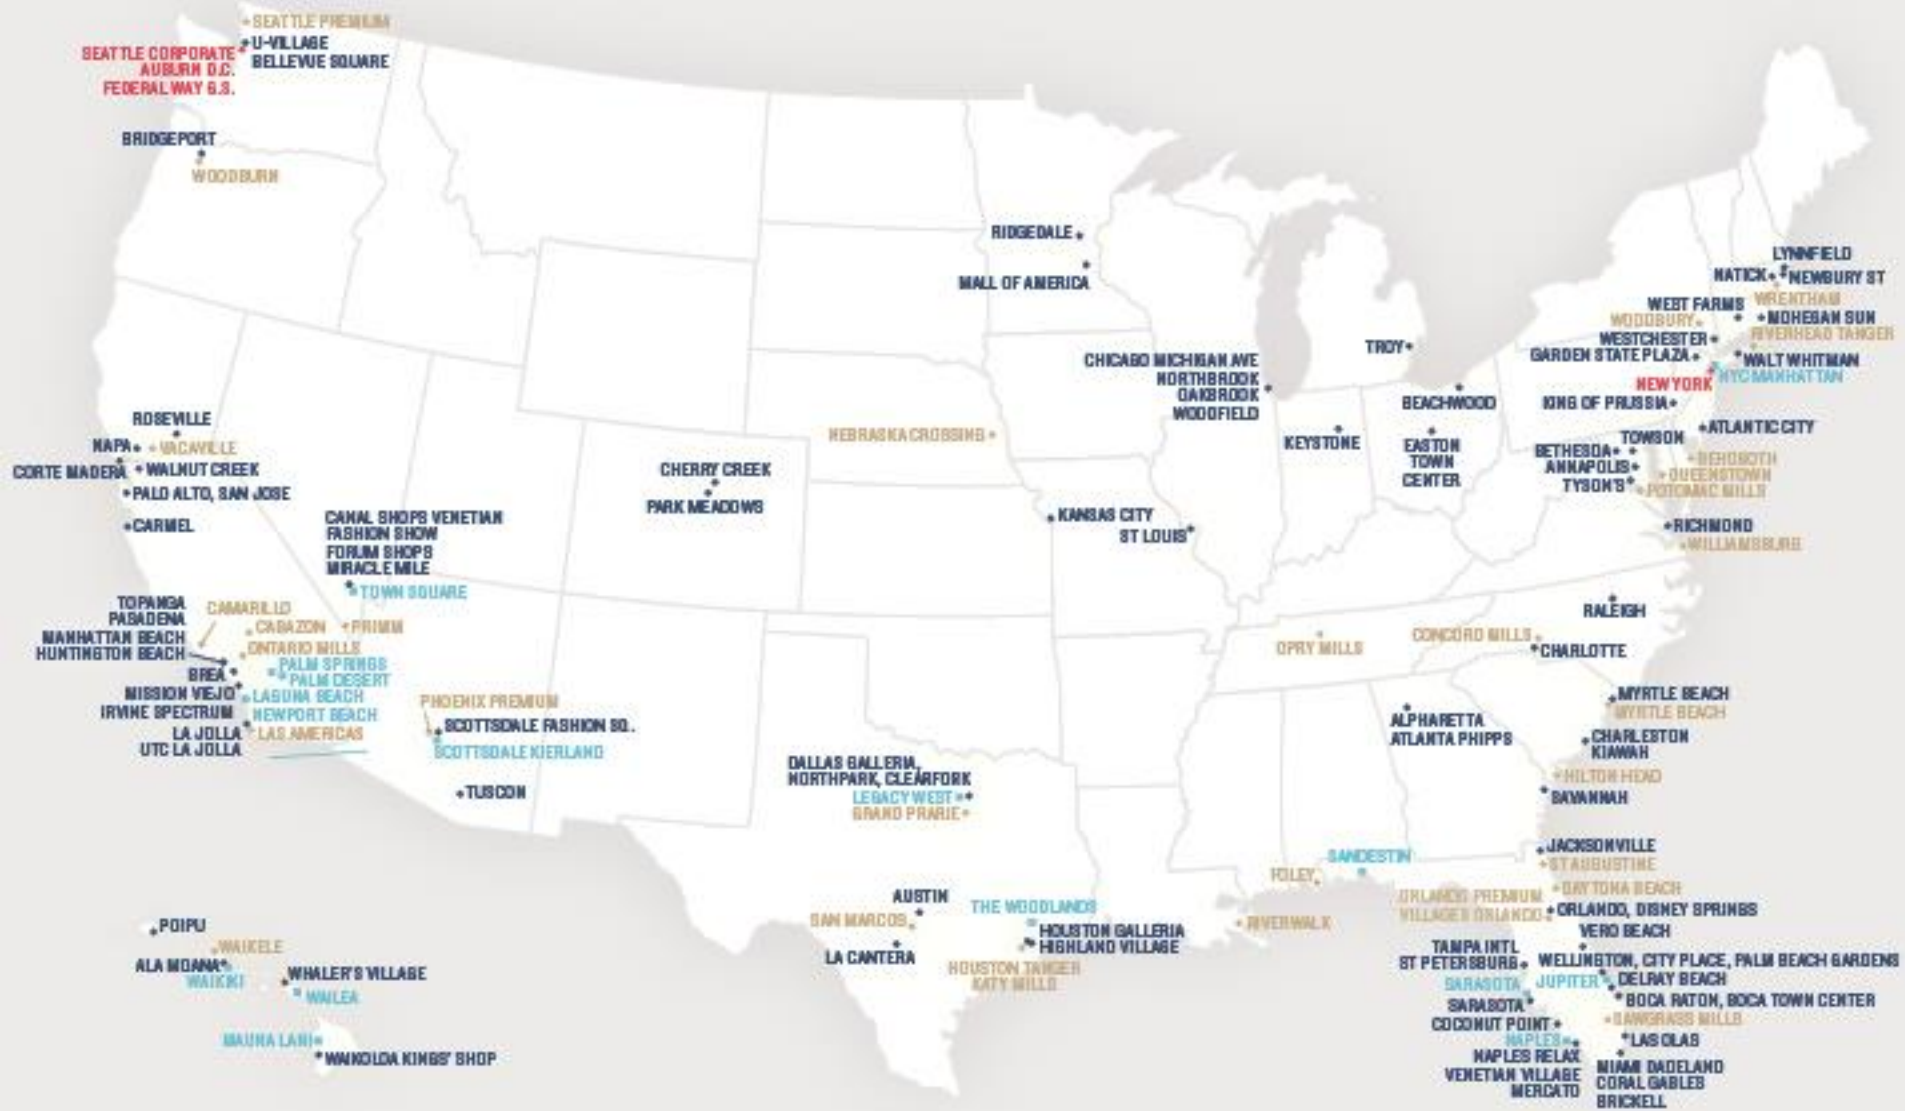 SEATTLE PREMIUM
U-VILLAGE
BELLEVUE SQUARE
SEATTLE CORPORATE
AUBURN D.C.
FEDERAL WAY G.S.
BRIDGEPORT
WOODBURN
RIDGEDALE
MALL OF AMERICA
LYNNFIELD
NATICK
NEWBURY ST
WEST FARMS
WRENTHAM
WOODBURY
MOHEGAN SUN
WESTCHESTER
RIVERHEAD TANGER
GARDEN STATE PLAZA
WALT WHITMAN
NEW YORK
NYC MANHATTAN
KING OF PRUSSIA
ATLANTIC CITY
TROY
CHICAGO MICHIGAN AVE
NORTHBROOK
OAKBROOK
WOODFIELD
BEACHWOOD
KEYSTONE
EASTON
TOWN
CENTER
TOWSON
BETHESDA
ANNAPOLIS
TYSON'S
REHOBOTH
QUEENSTOWN
POTOMAC MILLS
RICHMOND
WILLIAMSBURG
NEBRASKA CROSSING
ROSEVILLE
NAPA
VACAVILLE
CORTE MADERA
WALNUT CREEK
PALO ALTO, SAN JOSE
CARMEL
CHERRY CREEK
PARK MEADOWS
KANSAS CITY
ST LOUIS
CANAL SHOPS VENETIAN
FASHION SHOW
FORUM SHOPS
MIRACLE MILE
TOWN SQUARE
TOPANGA
PASADENA
MANHATTAN BEACH
HUNTINGTON BEACH
CAMARILLO
CABAZON
PRIMM
ONTARIO MILLS
PALM SPRINGS
PALM DESERT
BREA
MISSION VIEJO
LAGUNA BEACH
IRVINE SPECTRUM
NEWPORT BEACH
LA JOLLA
LAS AMERICAS
UTC LA JOLLA
PHOENIX PREMIUM
SCOTTSDALE FASHION SQ.
SCOTTSDALE KIERLAND
TUSCON
RALEIGH
OPRY MILLS
CONCORD MILLS
CHARLOTTE
MYRTLE BEACH
MYRTLE BEACH
ALPHARETTA
ATLANTA PHIPPS
CHARLESTON
KIAWAH
HILTON HEAD
SAVANNAH
DALLAS GALLERIA,
NORTHPARK, CLEARFORK
LEGACY WEST
GRAND PRARIE
JACKSONVILLE
ST AUGUSTINE
SANDESTIN
FOLEY
DAYTONA BEACH
ORLANDO PREMIUM
VILLAGES ORLANDO
ORLANDO, DISNEY SPRINGS
AUSTIN
SAN MARCOS
THE WOODLANDS
HOUSTON GALLERIA
HIGHLAND VILLAGE
LA CANTERA
HOUSTON TANGER
KATY MILLS
RIVERWALK
VERO BEACH
TAMPA INTL
ST PETERSBURG
WELLINGTON, CITY PLACE, PALM BEACH GARDENS
SARASOTA
JUPITER
DELRAY BEACH
SARASOTA
BOCA RATON, BOCA TOWN CENTER
COCONUT POINT
SAWGRASS MILLS
NAPLES
LAS OLAS
NAPLES RELAX
VENETIAN VILLAGE
MERCATO
MIAMI DADELAND
CORAL GABLES
BRICKELL
POIPU
WAIKELE
ALA MOANA
WAIKIKI
WHALER'S VILLAGE
WAILEA
MAUNA LANI
WAIKOLOA KINGS' SHOP